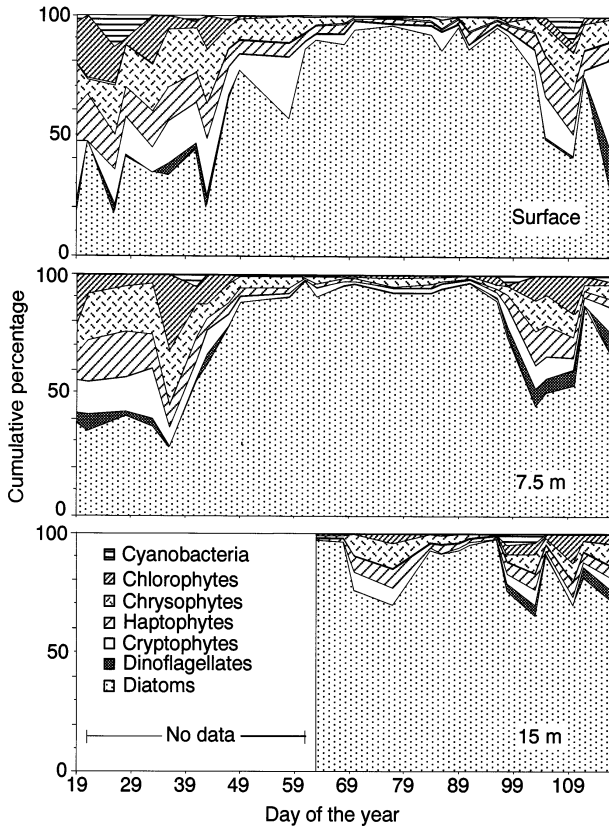 100
50
0
Surface
100
50
0
7.5 m
Cumulative percentage
100
Cyanobacteria
Chlorophytes
Chrysophytes
Haptophytes
Cryptophytes
Dinoflagellates
Diatoms
50
No data
15 m
0
19 29 39 49 59 69 79 89 99 109
Day of the year